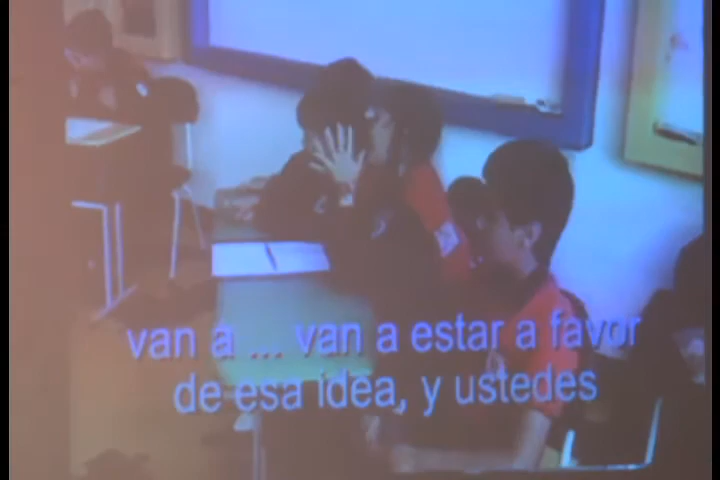 van a ... van a estar a favor
de esa idea, y ustedes